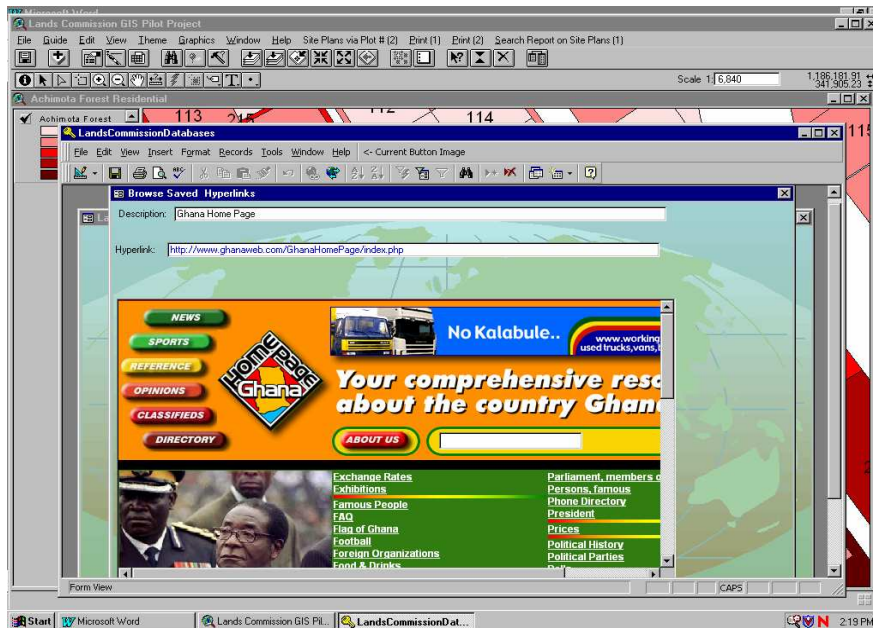 Microsoft Word
Lands Commission GIS Pilot Project
File Guide Edit View Theme Graphics Window Help Site Plans via Plot # (2) Print (1) Print (2) Search Report on Site Plans (1)
Scale 1: 6,840
1,186,181.91
341,905.23
Achimota Forest Residential
Achimota Forest
113
215
112
114
115
LandsCommissionDatabases
File Edit View Insert Format Records Tools Window Help <- Current Button Image
Browse Saved Hyperlinks
Description: Ghana Home Page
Hyperlink: http://www.ghanaweb.com/GhanaHomePage/index.php
NEWS
SPORTS
REFERENCE
OPINIONS
CLASSIFIEDS
DIRECTORY
HOME PAGE
Ghana
No Kalabule..
www.working
used trucks,vans,
Your comprehensive reso
about the country Ghan
ABOUT US
Exchange Rates
Exhibitions
Famous People
FAQ
Flag of Ghana
Football
Foreign Organizations
Food & Drinks
Parliament, members o
Persons, famous
Phone Directory
President
Prices
Political History
Political Parties
Form View
CAPS
Start
Microsoft Word
Lands Commission GIS Pil...
LandsCommissionDat...
2:19 PM